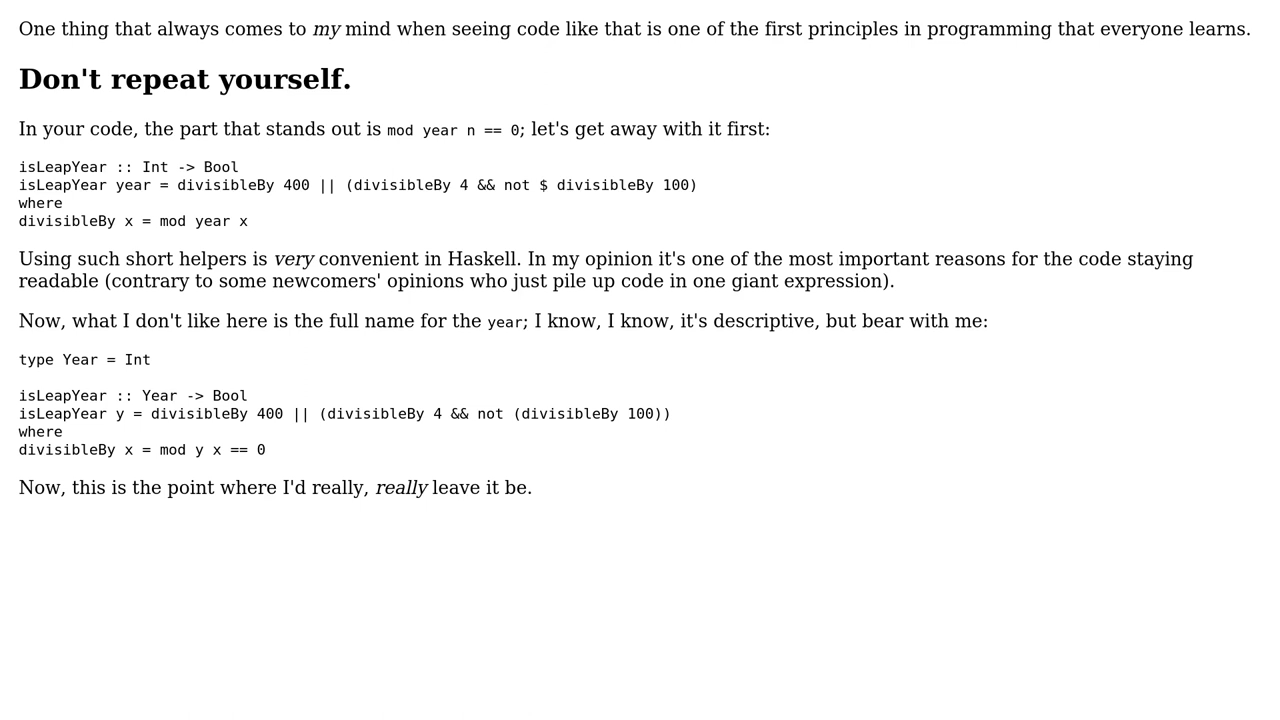 One thing that always comes to my mind when seeing code like that is one of the first principles in programming that everyone learns.
Don't repeat yourself.
In your code, the part that stands out is mod year n == 0; let's get away with it first:
isLeapYear :: Int -> Bool
isLeapYear year = divisibleBy 400 || (divisibleBy 4 && not $ divisibleBy 100)
where
divisibleBy x = mod year x
Using such short helpers is very convenient in Haskell. In my opinion it's one of the most important reasons for the code staying
readable (contrary to some newcomers' opinions who just pile up code in one giant expression).
Now, what I don't like here is the full name for the year; I know, I know, it's descriptive, but bear with me:
type Year = Int
isLeapYear :: Year -> Bool
isLeapYear y = divisibleBy 400 || (divisibleBy 4 && not (divisibleBy 100))
where
divisibleBy x = mod y x == 0
Now, this is the point where I'd really, really leave it be.